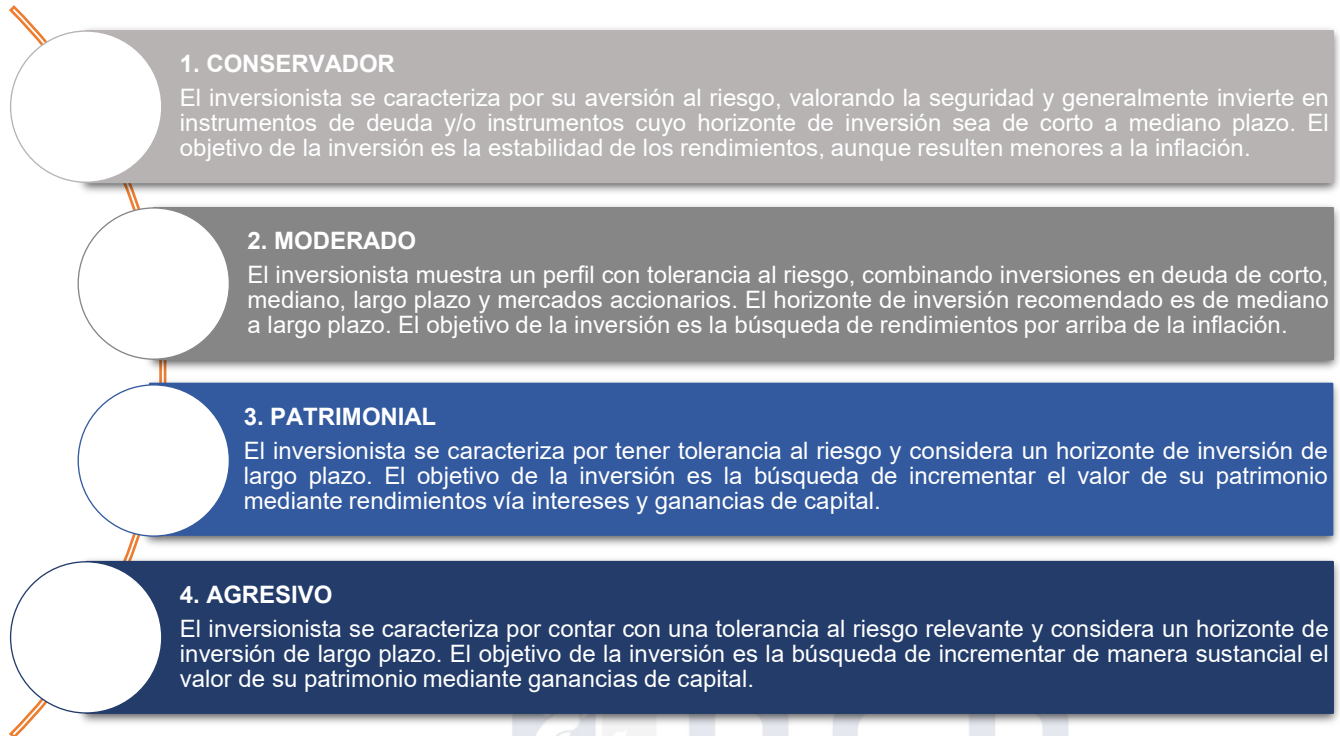 1. CONSERVADOR
El inversionista se caracteriza por su aversión al riesgo, valorando la seguridad y generalmente invierte en
instrumentos de deuda y/o instrumentos cuyo horizonte de inversión sea de corto a mediano plazo. El
objetivo de la inversión es la estabilidad de los rendimientos, aunque resulten menores a la inflación.
2. MODERADO
El inversionista muestra un perfil con tolerancia al riesgo, combinando inversiones en deuda de corto,
mediano, largo plazo y mercados accionarios. El horizonte de inversión recomendado es de mediano
a largo plazo. El objetivo de la inversión es la búsqueda de rendimientos por arriba de la inflación.
3. PATRIMONIAL
El inversionista se caracteriza por tener tolerancia al riesgo y considera un horizonte de inversión de
largo plazo. El objetivo de la inversión es la búsqueda de incrementar el valor de su patrimonio
mediante rendimientos vía intereses y ganancias de capital.
4. AGRESIVO
El inversionista se caracteriza por contar con una tolerancia al riesgo relevante y considera un horizonte de
inversión de largo plazo. El objetivo de la inversión es la búsqueda de incrementar de manera sustancial el
valor de su patrimonio mediante ganancias de capital.